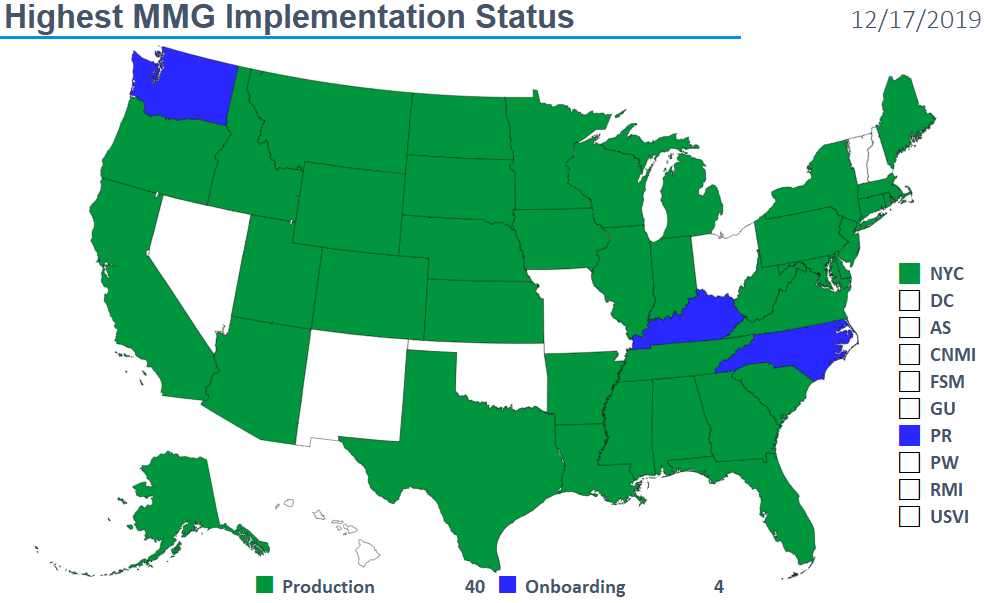 Highest MMG Implementation Status
12/17/2019
NYC
DC
AS
CNMI
FSM
GU
PR
PW
RMI
USVI
Production 40 Onboarding 4